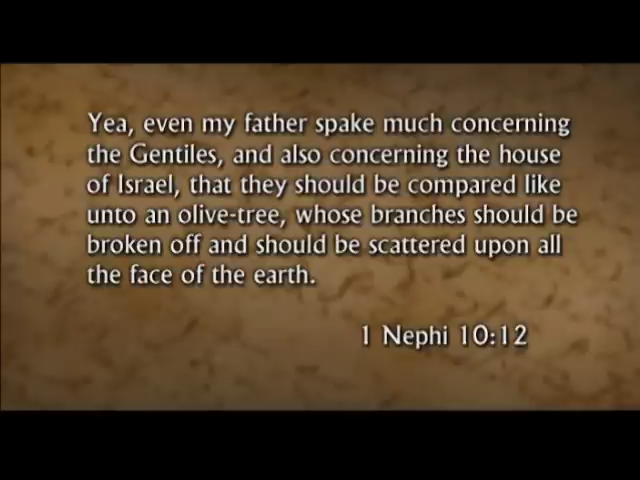 Yea, even my father spake much concerning
the Gentiles, and also concerning the house
of Israel, that they should be compared like
unto an olive-tree, whose branches should be
broken off and should be scattered upon all
the face of the earth.
1 Nephi 10:12